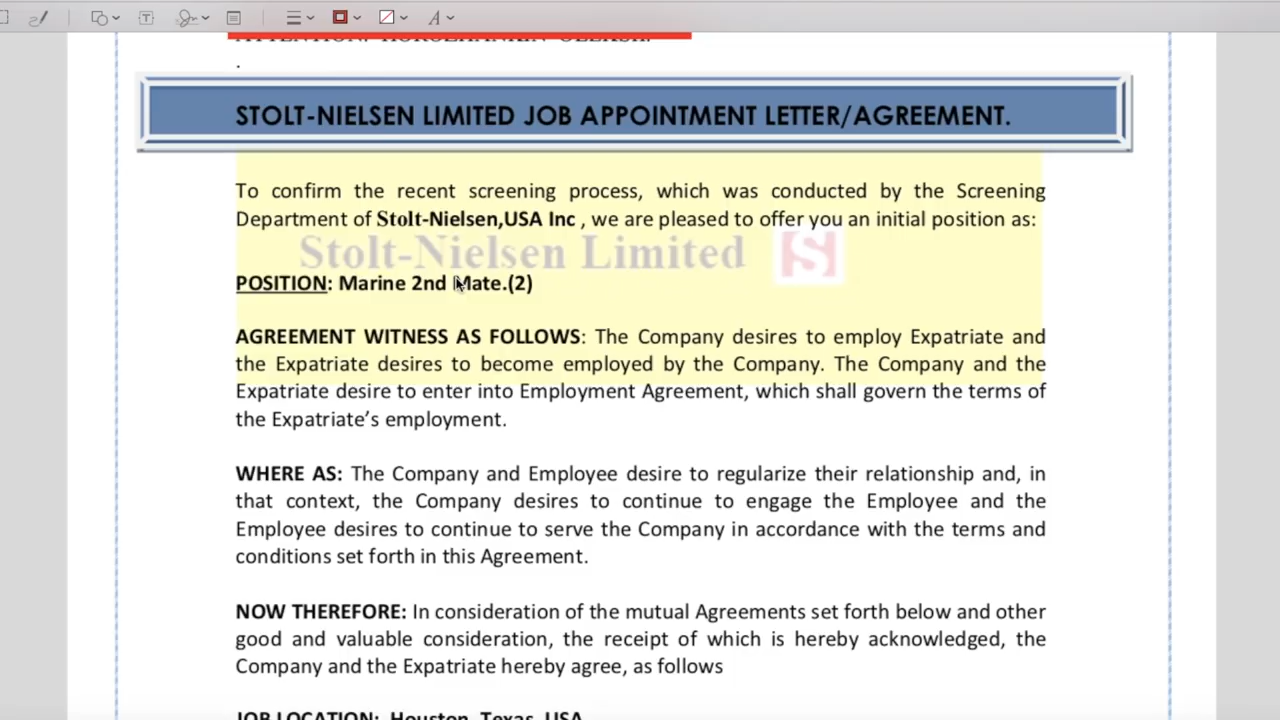 .
STOLT-NIELSEN LIMITED JOB APPOINTMENT LETTER/AGREEMENT.
To confirm the recent screening process, which was conducted by the Screening
Department of Stolt-Nielsen,USA Inc , we are pleased to offer you an initial position as:
Stolt-Nielsen Limited S
POSITION: Marine 2nd Mate.(2)
AGREEMENT WITNESS AS FOLLOWS: The Company desires to employ Expatriate and
the Expatriate desires to become employed by the Company. The Company and the
Expatriate desire to enter into Employment Agreement, which shall govern the terms of
the Expatriate’s employment.
WHERE AS: The Company and Employee desire to regularize their relationship and, in
that context, the Company desires to continue to engage the Employee and the
Employee desires to continue to serve the Company in accordance with the terms and
conditions set forth in this Agreement.
NOW THEREFORE: In consideration of the mutual Agreements set forth below and other
good and valuable consideration, the receipt of which is hereby acknowledged, the
Company and the Expatriate hereby agree, as follows
JOB LOCATION: Houston, Texas, USA